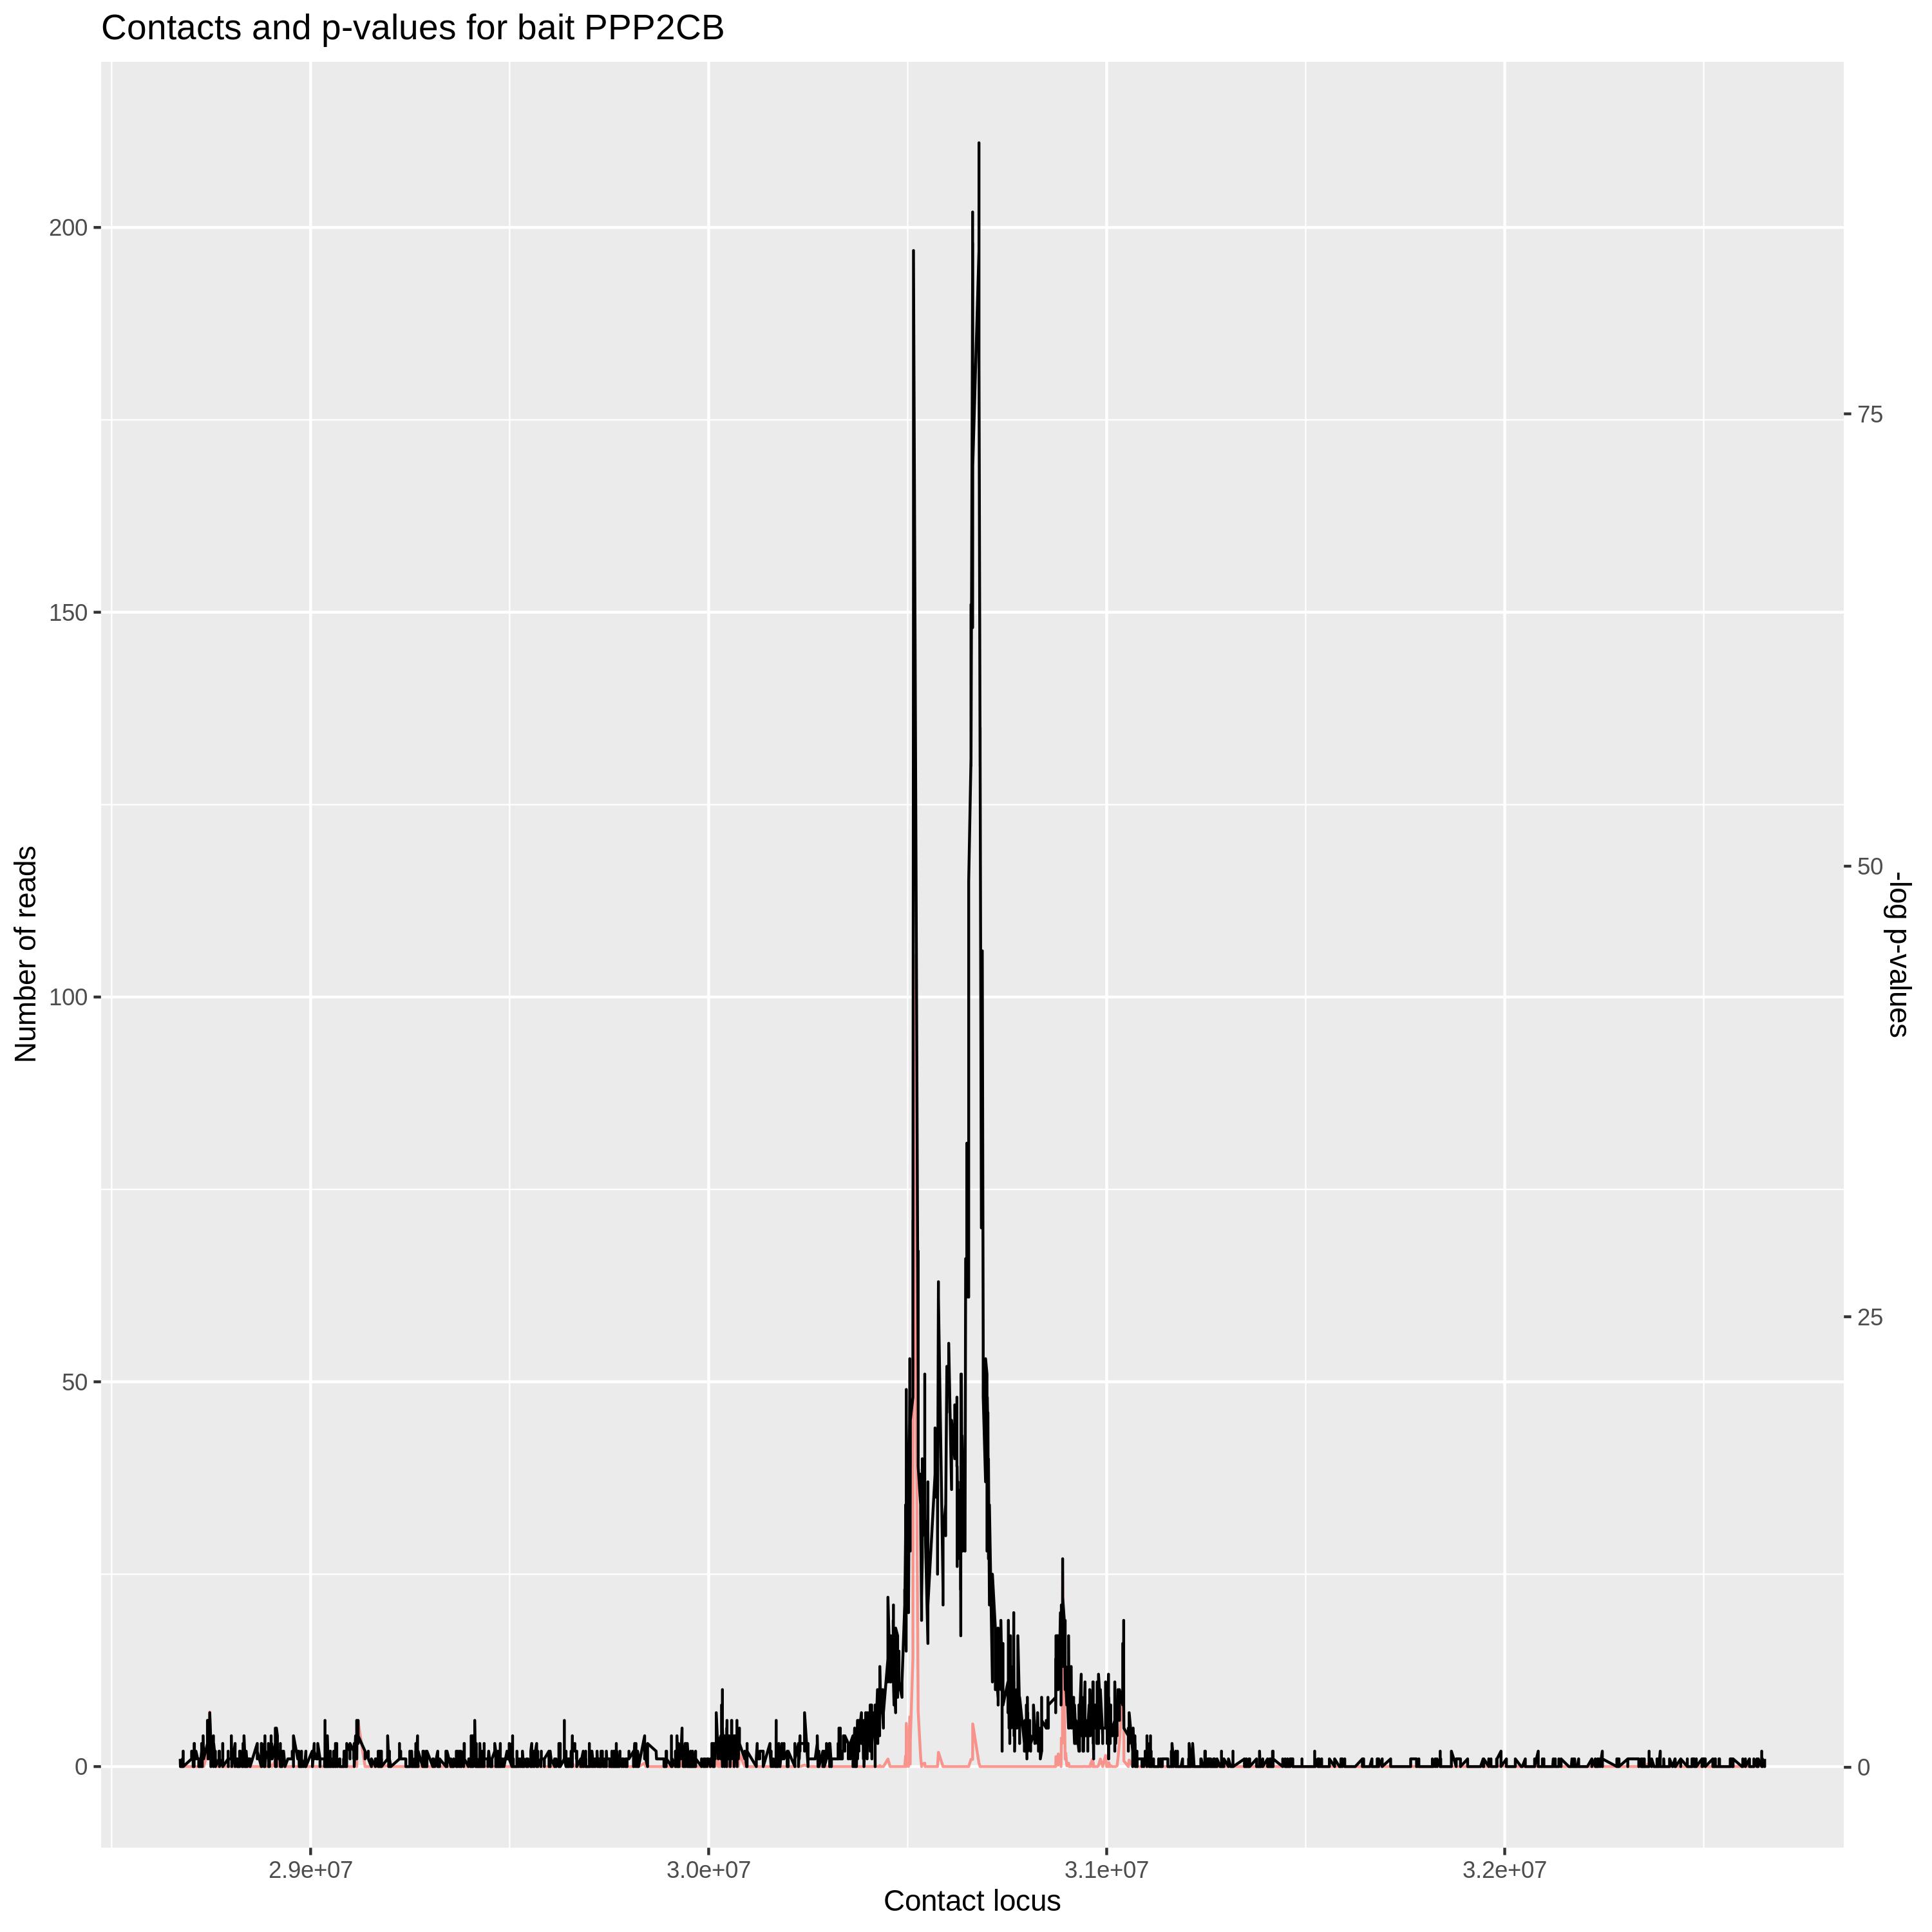 Contacts and p-values for bait PPP2CB
200
150
100
50
0
75
50
25
0
Number of reads
-log p-values
2.9e+07
3.0e+07
3.1e+07
3.2e+07
Contact locus